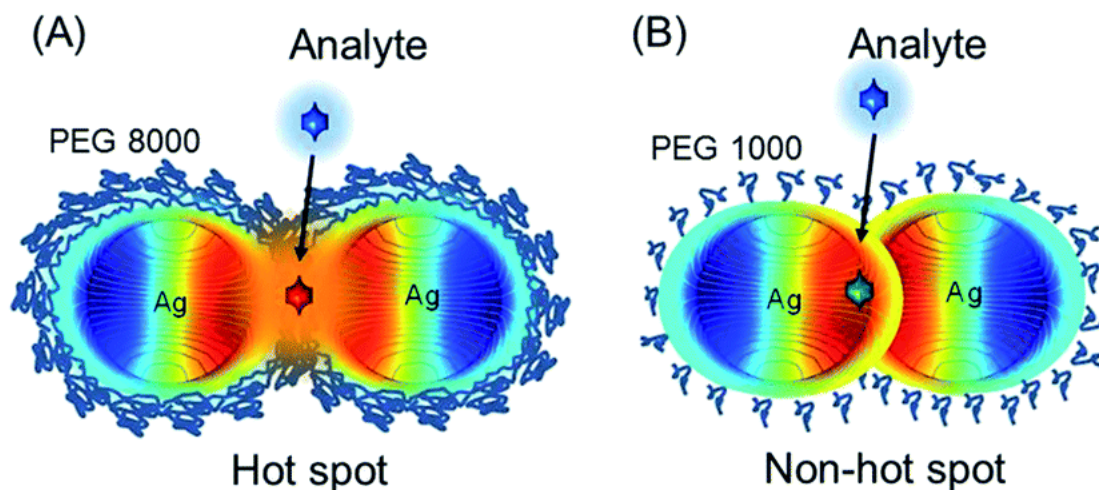 (A)
Analyte
PEG 8000
Ag
Ag
Hot spot
(B)
Analyte
PEG 1000
Ag
Ag
Non-hot spot